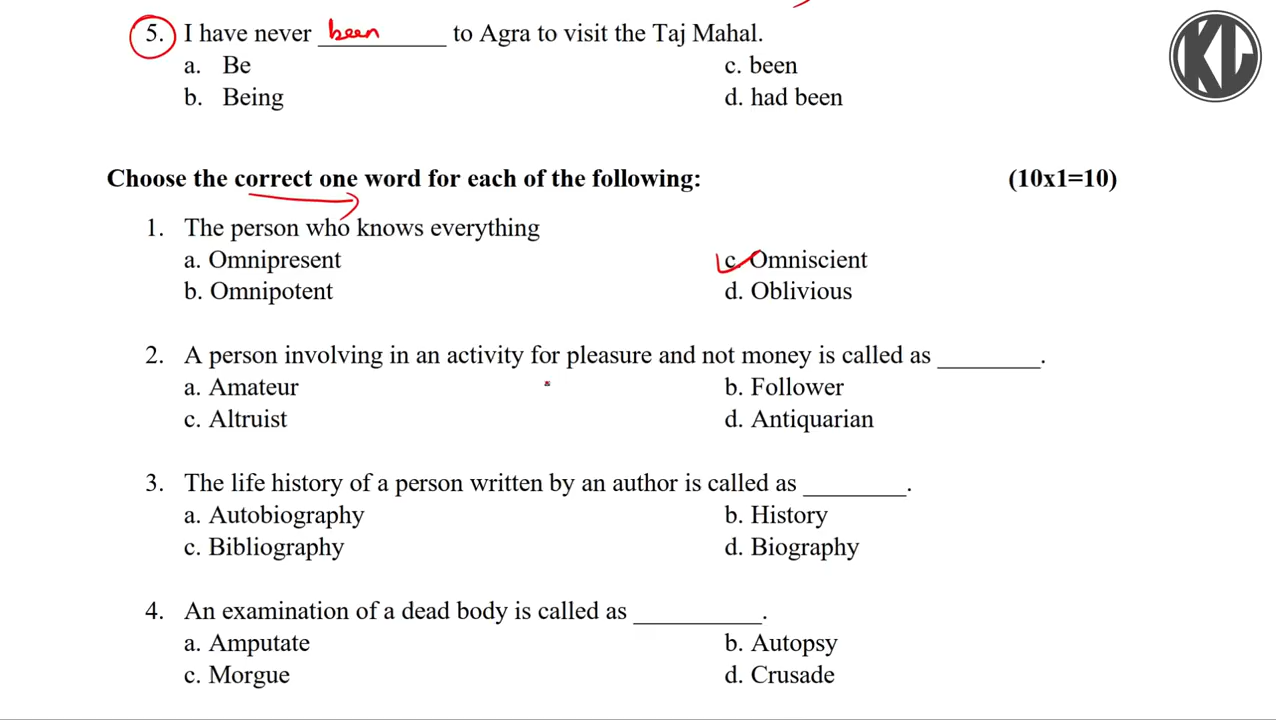 5. I have never been to Agra to visit the Taj Mahal.
a. Be
c. been
b. Being
d. had been
KL
Choose the correct one word for each of the following: (10x1=10)
1. The person who knows everything
a. Omnipresent
c. Omniscient
b. Omnipotent
d. Oblivious
2. A person involving in an activity for pleasure and not money is called as ________.
a. Amateur
b. Follower
c. Altruist
d. Antiquarian
3. The life history of a person written by an author is called as ________.
a. Autobiography
b. History
c. Bibliography
d. Biography
4. An examination of a dead body is called as __________.
a. Amputate
b. Autopsy
c. Morgue
d. Crusade